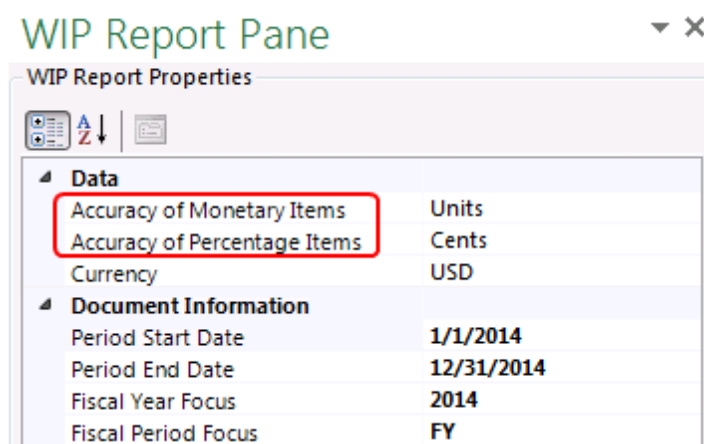 WIP Report Pane
WIP Report Properties
A Z
Data
Accuracy of Monetary Items Units
Accuracy of Percentage Items Cents
Currency USD
Document Information
Period Start Date 1/1/2014
Period End Date 12/31/2014
Fiscal Year Focus 2014
Fiscal Period Focus FY